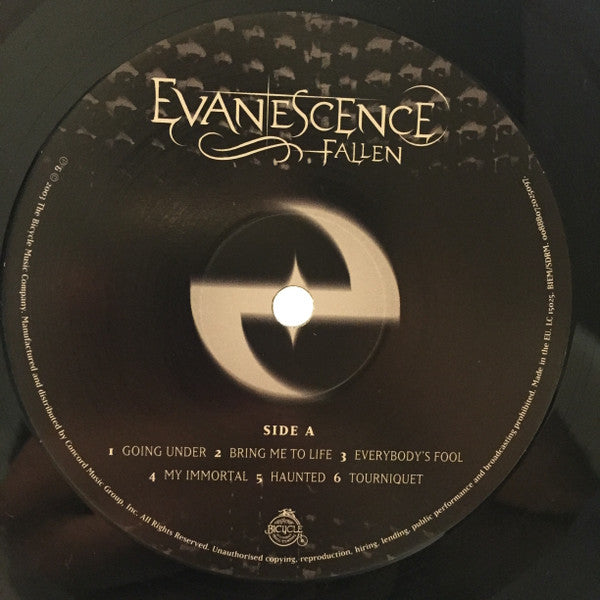 EVANESCENCE
FALLEN
SIDE A
1 GOING UNDER 2 BRING ME TO LIFE 3 EVERYBODY'S FOOL
4 MY IMMORTAL 5 HAUNTED 6 TOURNIQUET
BICYCLE
℗ & © 2003 The Bicycle Music Company. Manufactured and distributed by Concord Music Group, Inc. All Rights Reserved. Unauthorised copying, reproduction, hiring, lending, public performance and broadcasting prohibited. Made in the EU. LC 15025. BIEM/SDRM.